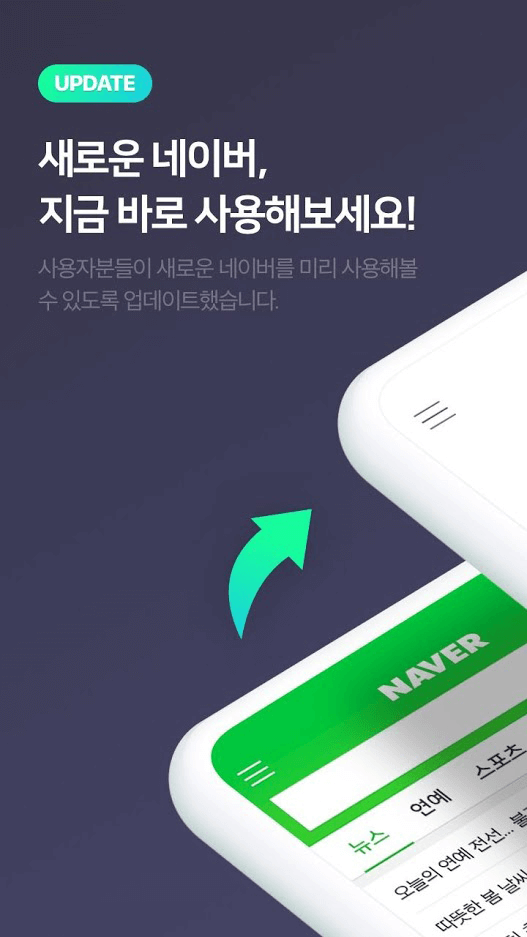 UPDATE
새로운 네이버,
지금 바로 사용해보세요!
사용자분들이 새로운 네이버를 미리 사용해볼
수 있도록 업데이트했습니다.
NAVER
뉴스 연예 스포츠
오늘의 연예 전선...
따뜻한 봄 날씨